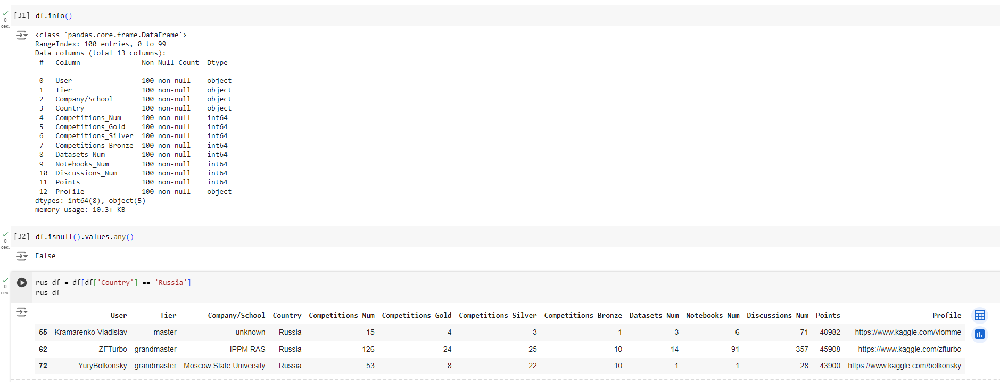 [31] df.info()
0
сек.
<class 'pandas.core.frame.DataFrame'>
RangeIndex: 100 entries, 0 to 99
Data columns (total 13 columns):
 #   Column              Non-Null Count  Dtype
---  ------              --------------  -----
 0   User                100 non-null    object
 1   Tier                100 non-null    object
 2   Company/School      100 non-null    object
 3   Country             100 non-null    object
 4   Competitions_Num    100 non-null    int64
 5   Competitions_Gold   100 non-null    int64
 6   Competitions_Silver 100 non-null    int64
 7   Competitions_Bronze 100 non-null    int64
 8   Datasets_Num        100 non-null    int64
 9   Notebooks_Num       100 non-null    int64
 10  Discussions_Num     100 non-null    int64
 11  Points              100 non-null    int64
 12  Profile             100 non-null    object
dtypes: int64(8), object(5)
memory usage: 10.3+ KB
[32] df.isnull().values.any()
0
сек.
False
rus_df = df[df['Country'] == 'Russia']
0
сек.
rus_df
User Tier Company/School Country Competitions_Num Competitions_Gold Competitions_Silver Competitions_Bronze Datasets_Num Notebooks_Num Discussions_Num Points Profile
55 Kramarenko Vladislav master unknown Russia 15 4 3 1 3 6 71 48982 https://www.kaggle.com/vlomme
62 ZFTurbo grandmaster IPPM RAS Russia 126 24 25 10 14 91 357 45908 https://www.kaggle.com/zfturbo
72 YuryBolkonsky grandmaster Moscow State University Russia 53 8 22 10 1 1 28 43900 https://www.kaggle.com/bolkonsky